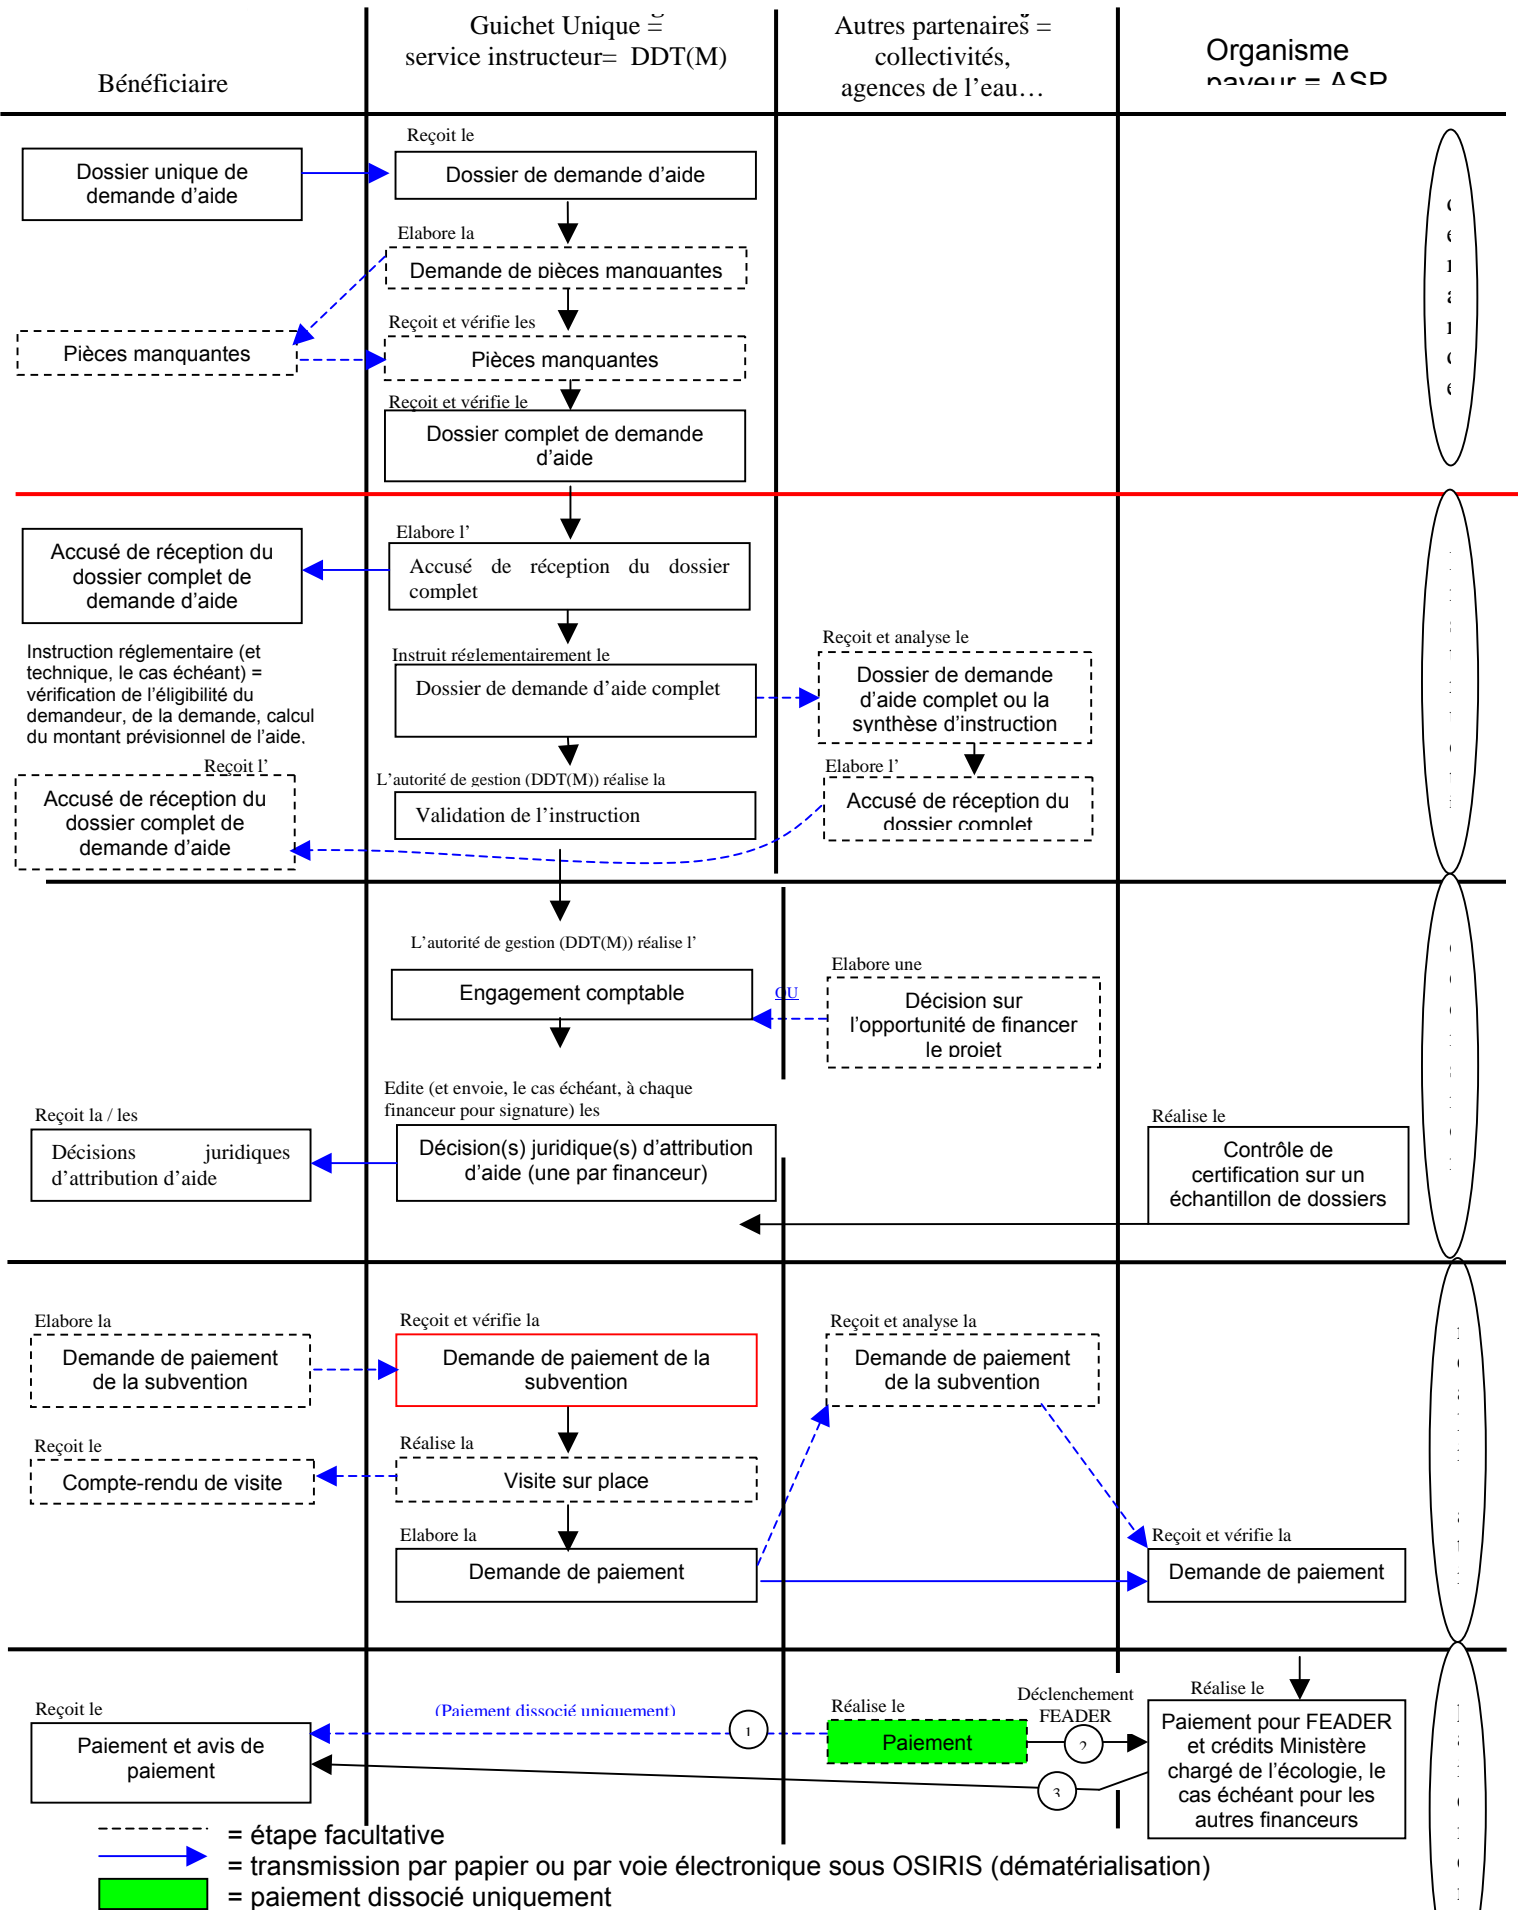 Bénéficiaire
Guichet Unique =
service instructeur= DDT(M)
Autres partenaires =
collectivités,
agences de l'eau…
Organisme
payeur = ASP
Dossier unique de
demande d'aide
Reçoit le
Dossier de demande d'aide
Elabore la
Demande de pièces manquantes
Reçoit et vérifie les
Pièces manquantes
Pièces manquantes
Reçoit et vérifie le
Dossier complet de demande
d'aide
Accusé de réception du
dossier complet de
demande d'aide
Elabore l'
Accusé de réception du dossier
complet
Instruction réglementaire (et
technique, le cas échéant) =
vérification de l'éligibilité du
demandeur, de la demande, calcul
du montant prévisionnel de l'aide,
Instruit réglementairement le
Dossier de demande d'aide complet
Reçoit et analyse le
Dossier de demande
d'aide complet ou la
synthèse d'instruction
Reçoit l'
Accusé de réception du
dossier complet de
demande d'aide
L'autorité de gestion (DDT(M)) réalise la
Validation de l'instruction
Elabore l'
Accusé de réception du
dossier complet
L'autorité de gestion (DDT(M)) réalise l'
Engagement comptable
OU
Elabore une
Décision sur
l'opportunité de financer
le projet
Edite (et envoie, le cas échéant, à chaque
financeur pour signature) les
Reçoit la / les
Décisions juridiques
d'attribution d'aide
Décision(s) juridique(s) d'attribution
d'aide (une par financeur)
Réalise le
Contrôle de
certification sur un
échantillon de dossiers
Elabore la
Demande de paiement
de la subvention
Reçoit et vérifie la
Demande de paiement de la
subvention
Reçoit et analyse la
Demande de paiement
de la subvention
Reçoit le
Compte-rendu de visite
Réalise la
Visite sur place
Elabore la
Demande de paiement
Reçoit et vérifie la
Demande de paiement
Reçoit le
Paiement et avis de
paiement
(Paiement dissocié uniquement)
1
Réalise le
Paiement
Déclenchement
FEADER
2
3
Réalise le
Paiement pour FEADER
et crédits Ministère
chargé de l'écologie, le
cas échéant pour les
autres financeurs
= étape facultative
= transmission par papier ou par voie électronique sous OSIRIS (dématérialisation)
= paiement dissocié uniquement